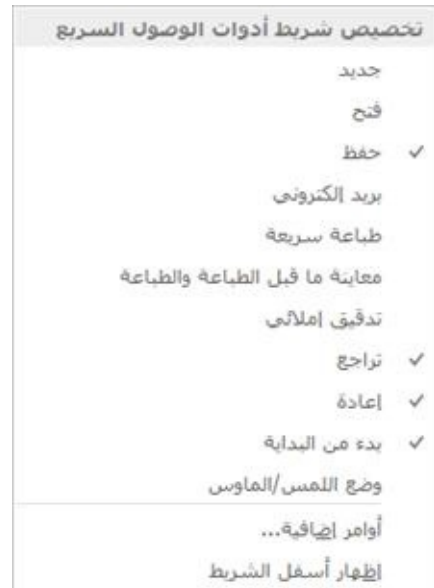 تخصيص شريط أدوات الوصول السريع
جديد
فتح
حفظ
بريد إلكتروني
طباعة سريعة
معاينة ما قبل الطباعة والطباعة
تدقيق إملائي
تراجع
إعادة
بدء من البداية
وضع اللمس/الماوس
أوامر إضافية...
إظهار أسفل الشريط